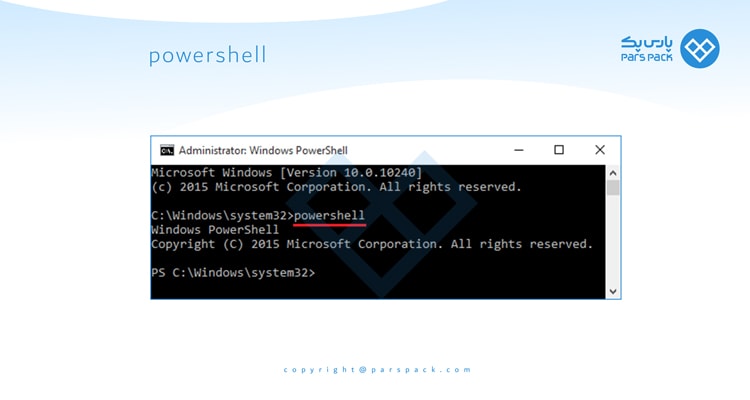 powershell
پارس پک
PARS PACK
Administrator: Windows PowerShell
Microsoft Windows [Version 10.0.10240]
(c) 2015 Microsoft Corporation. All rights reserved.
C:\Windows\system32>powershell
Windows PowerShell
Copyright (C) 2015 Microsoft Corporation. All rights reserved.
PS C:\Windows\system32>
copyright@parspack.com